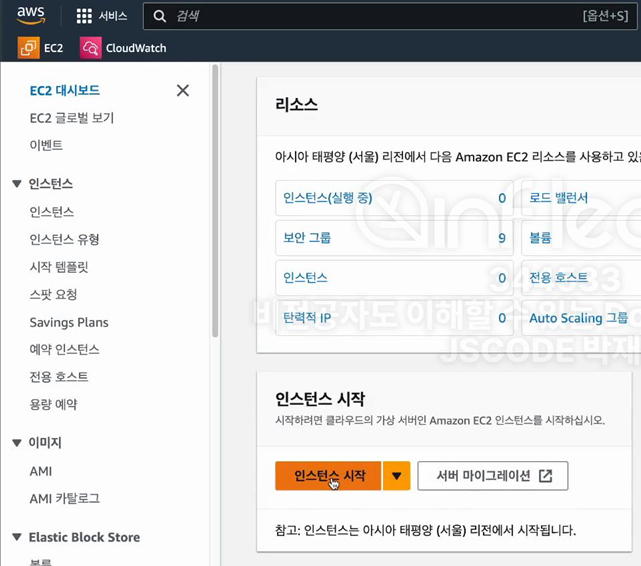 aws
서비스
검색
[옵션+S]
EC2
CloudWatch
EC2 대시보드
EC2 글로벌 보기
이벤트
인스턴스
인스턴스
인스턴스 유형
시작 템플릿
스팟 요청
Savings Plans
예약 인스턴스
전용 호스트
용량 예약
이미지
AMI
AMI 카탈로그
Elastic Block Store
볼륨
리소스
아시아 태평양 (서울) 리전에서 다음 Amazon EC2 리소스를 사용하고
인스턴스(실행 중) 0
로드 밸런서
보안 그룹 9
볼륨
인스턴스 0
전용 호스트
탄력적 IP 0
Auto Scaling 그룹
비전공자도 이해할 수 있는
JSCODE 박재
인스턴스 시작
시작하려면 클라우드의 가상 서버인 Amazon EC2 인스턴스를 시작하십시오.
인스턴스 시작
서버 마이그레이션
참고: 인스턴스는 아시아 태평양 (서울) 리전에서 시작됩니다.